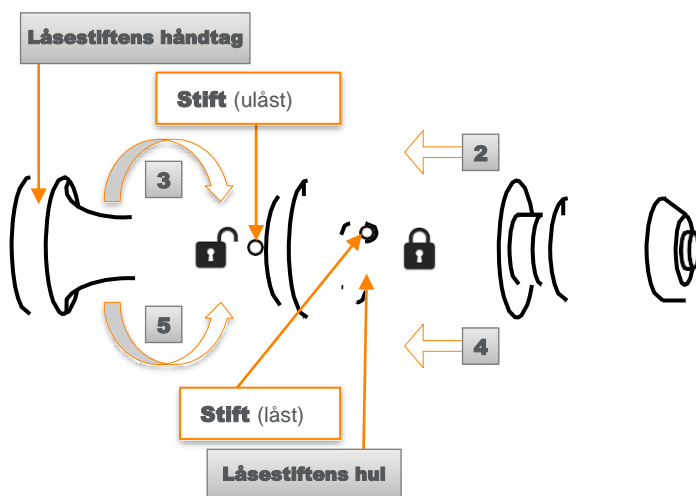 Låsestiftens håndtag
Stift (ulåst)
2
3
5
4
Stift (låst)
Låsestiftens hul